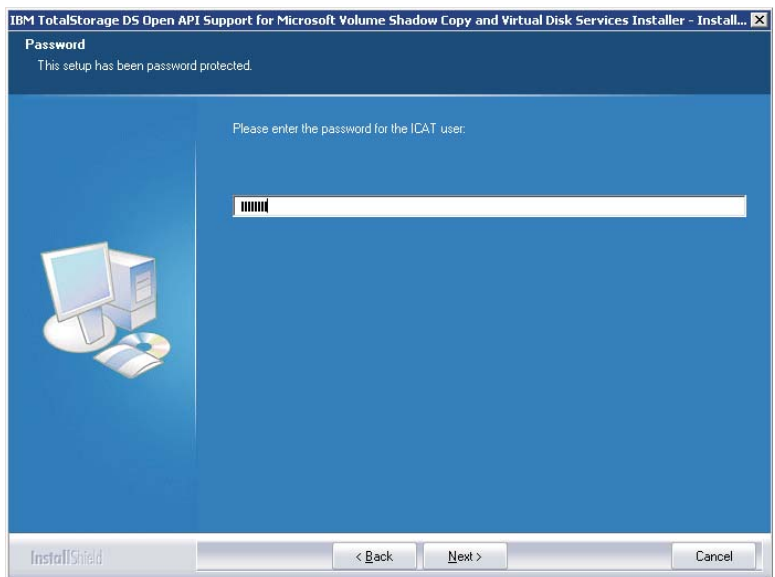 IBM TotalStorage DS Open API Support for Microsoft Volume Shadow Copy and Virtual Disk Services Installer - Install...
Password
This setup has been password protected.
Please enter the password for the ICAT user:
InstallShield
< Back
Next >
Cancel